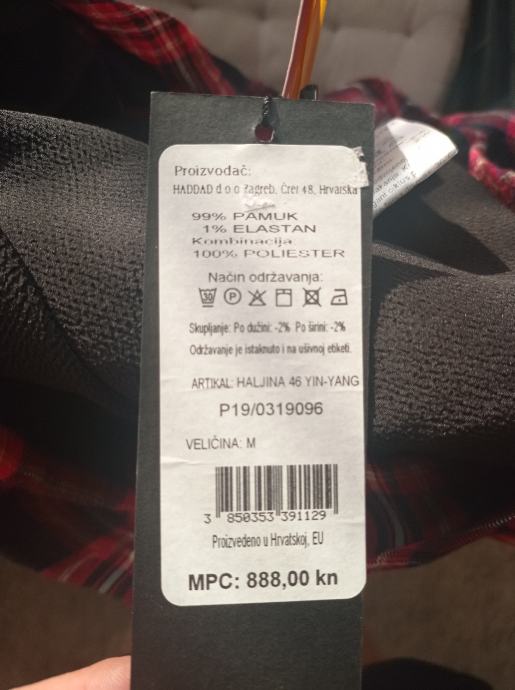 Proizvođač:
HADDAD d o o Zagreb, Čret 48, Hrvatska
99% PAMUK
1% ELASTAN
Kombinacija
100% POLIESTER
Način održavanja:
30 P
Skupljanje: Po dužini: -2% Po širini: -2%
Održavanje je istaknuto i na ušivnoj etiketi.
ARTIKAL: HALJINA 46 YIN-YANG
P19/0319096
VELIČINA: M
3 850353 391129
Proizvedeno u Hrvatskoj, EU
MPC: 888,00 kn